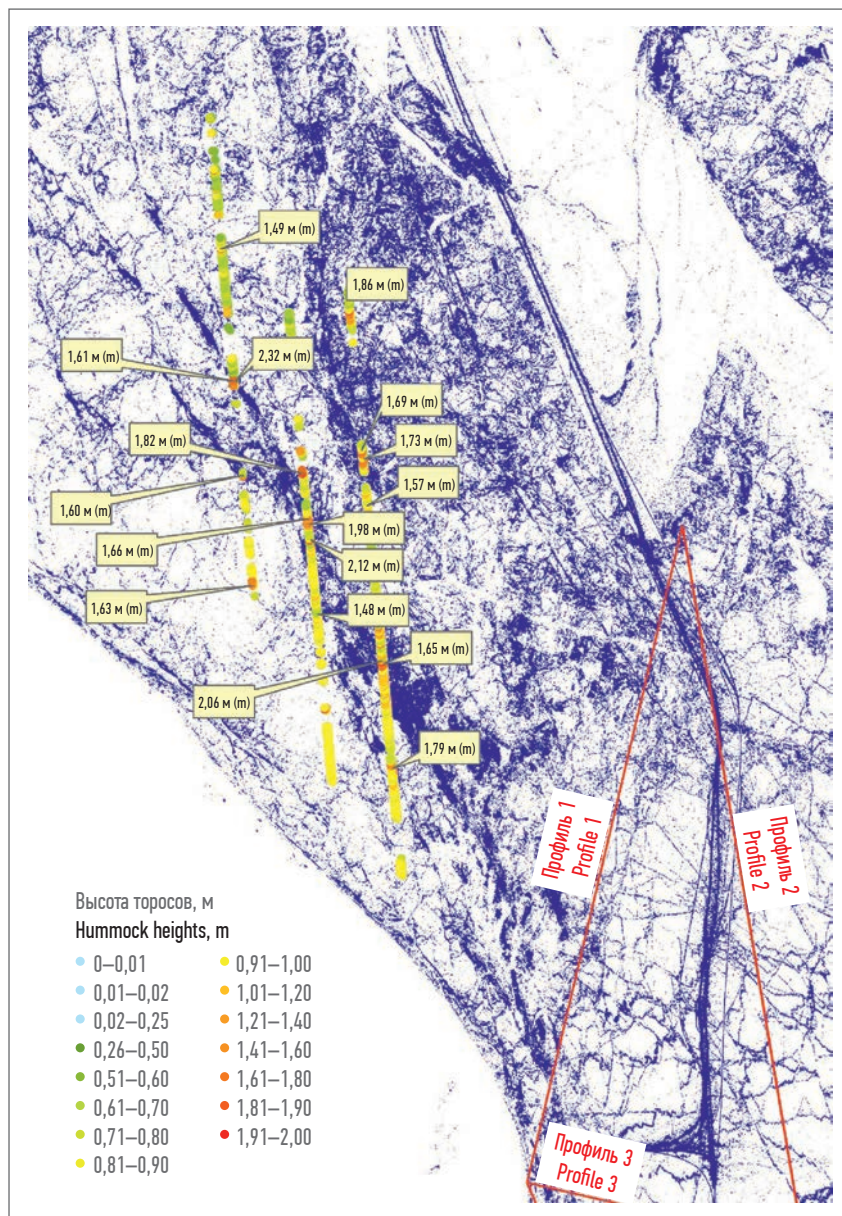 1,49 м (m)
1,86 м (m)
1,61 м (m)
2,32 м (m)
1,69 м (m)
1,82 м (m)
1,73 м (m)
1,57 м (m)
1,60 м (m)
1,98 м (m)
1,66 м (m)
2,12 м (m)
1,63 м (m)
1,48 м (m)
1,65 м (m)
2,06 м (m)
1,79 м (m)
Профиль 1
Profile 1
Профиль 2
Profile 2
Высота торосов, м
Hummock heights, m
0–0,01
0,01–0,02
0,02–0,25
0,26–0,50
0,51–0,60
0,61–0,70
0,71–0,80
0,81–0,90
0,91–1,00
1,01–1,20
1,21–1,40
1,41–1,60
1,61–1,80
1,81–1,90
1,91–2,00
Профиль 3
Profile 3